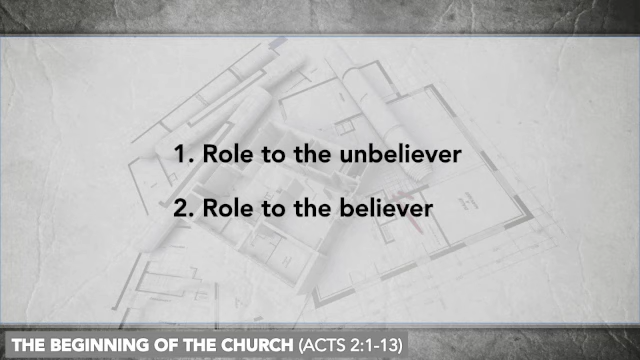 1. Role to the unbeliever
2. Role to the believer
THE BEGINNING OF THE CHURCH (ACTS 2:1-13)